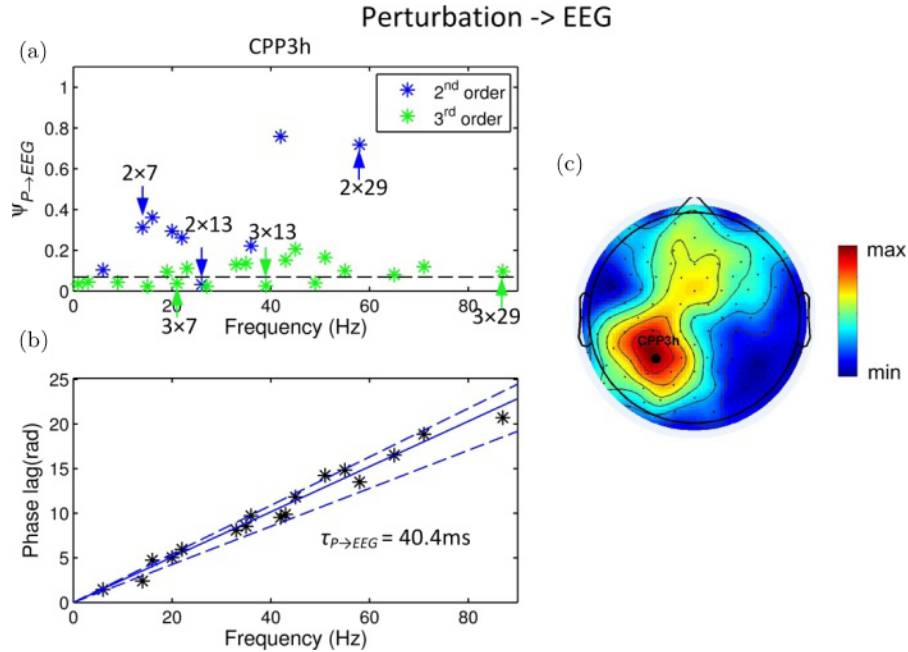 Perturbation -> EEG
(a)
CPP3h
1
0.8
0.6
0.4
0.2
0
Ψ P→EEG
2nd order
3rd order
2×7
2×13
3×13
2×29
3×7
3×29
0
20
40
60
80
Frequency (Hz)
(b)
25
20
15
10
5
0
Phase lag(rad)
τ P→EEG = 40.4ms
0
20
40
60
80
Frequency (Hz)
(c)
CPP3h
max
min